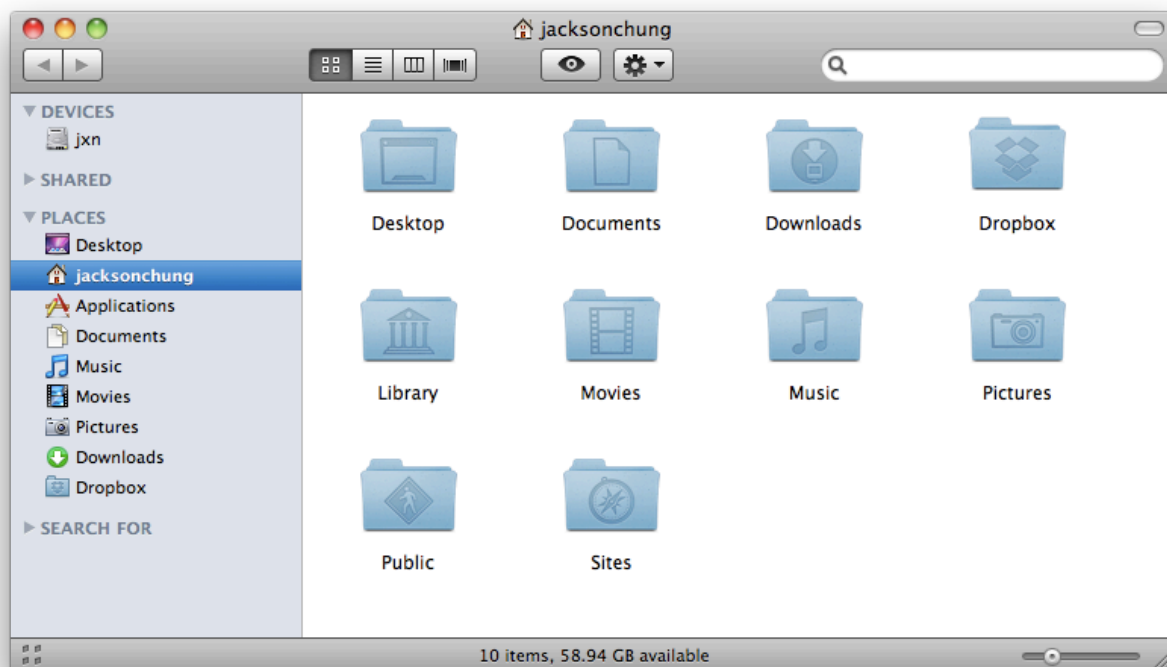 jacksonchung
DEVICES
jxn
SHARED
PLACES
Desktop
jacksonchung
Applications
Documents
Music
Movies
Pictures
Downloads
Dropbox
SEARCH FOR
Desktop Documents Downloads Dropbox
Library Movies Music Pictures
Public Sites
10 items, 58.94 GB available